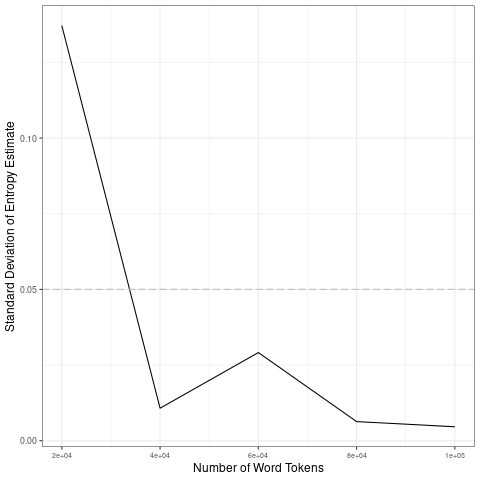 Standard Deviation of Entropy Estimate
0.10
0.05
0.00
2e+04 4e+04 6e+04 8e+04 1e+05
Number of Word Tokens